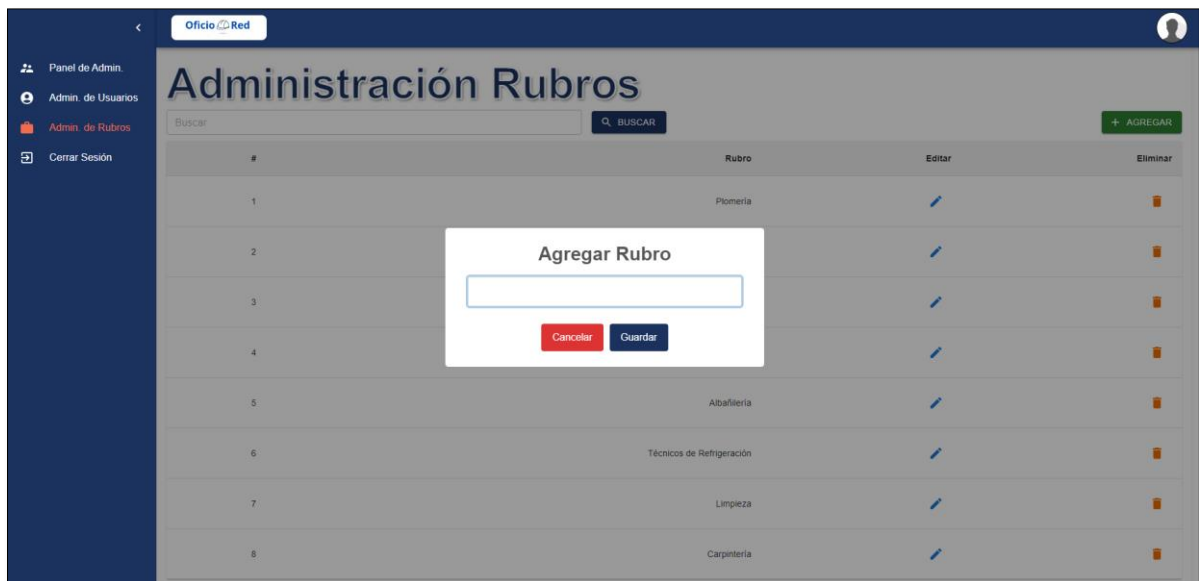 Oficio Red
Panel de Admin.
Admin. de Usuarios
Admin. de Rubros
Cerrar Sesión
Administración Rubros
Buscar
BUSCAR
+ AGREGAR
# Rubro Editar Eliminar
1 Plomería
2
3
4
5 Albañilería
6 Técnicos de Refrigeración
7 Limpieza
8 Carpintería
Agregar Rubro
Cancelar Guardar